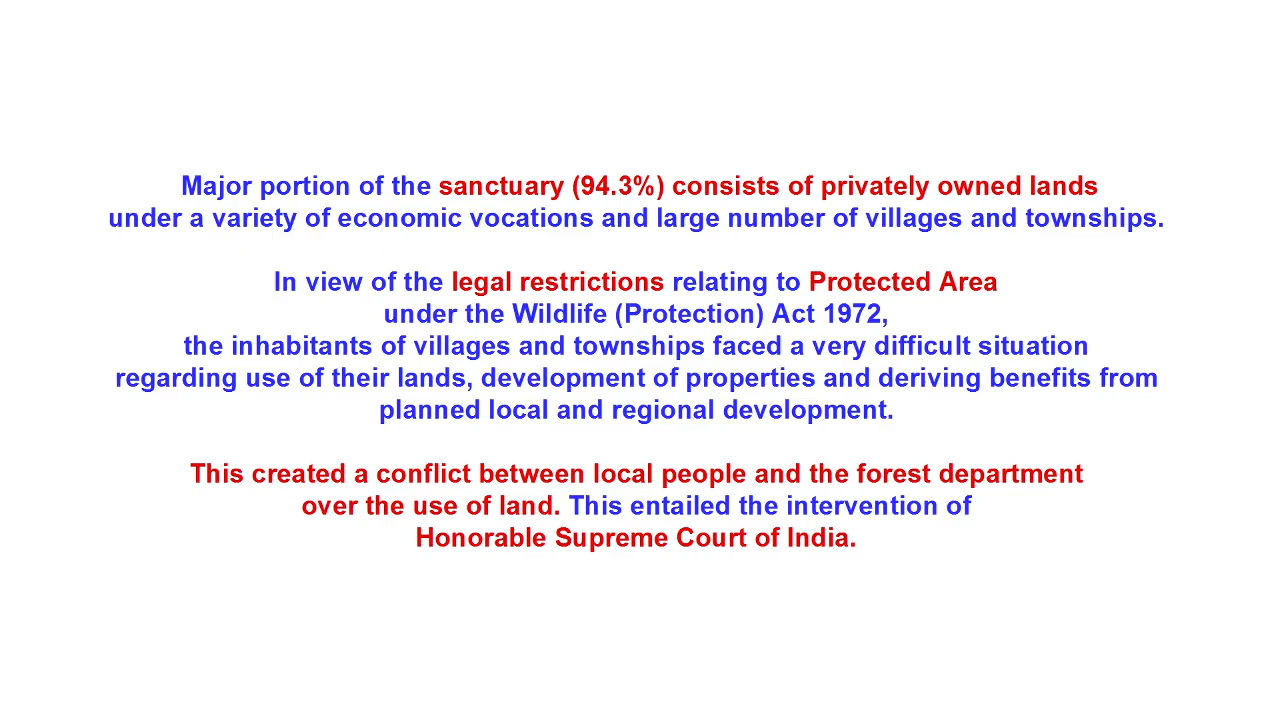 Major portion of the sanctuary (94.3%) consists of privately owned lands
under a variety of economic vocations and large number of villages and townships.
In view of the legal restrictions relating to Protected Area
under the Wildlife (Protection) Act 1972,
the inhabitants of villages and townships faced a very difficult situation
regarding use of their lands, development of properties and deriving benefits from
planned local and regional development.
This created a conflict between local people and the forest department
over the use of land. This entailed the intervention of
Honorable Supreme Court of India.